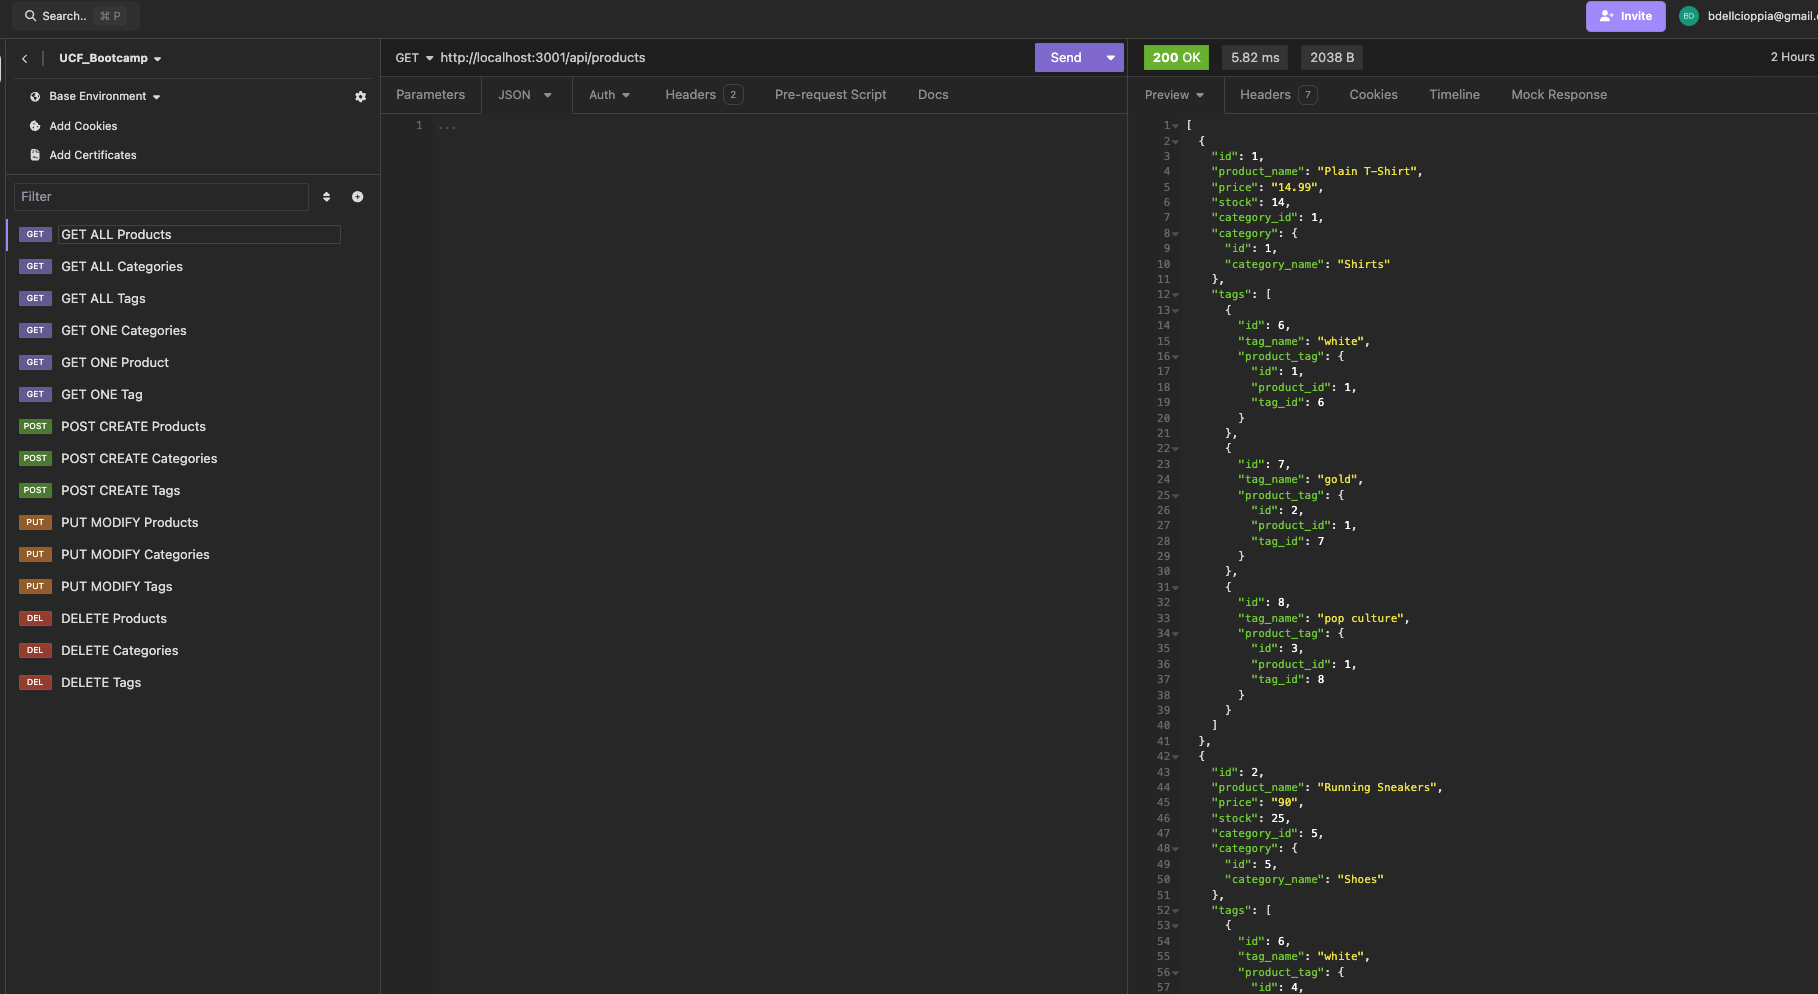 Search.. ⌘ P
Invite
BD bdellcioppia@gmail.
UCF_Bootcamp
Base Environment
Add Cookies
Add Certificates
Filter
GET GET ALL Products
GET GET ALL Categories
GET GET ALL Tags
GET GET ONE Categories
GET GET ONE Product
GET GET ONE Tag
POST POST CREATE Products
POST POST CREATE Categories
POST POST CREATE Tags
PUT PUT MODIFY Products
PUT PUT MODIFY Categories
PUT PUT MODIFY Tags
DEL DELETE Products
DEL DELETE Categories
DEL DELETE Tags
GET http://localhost:3001/api/products
Send
Parameters JSON Auth Headers 2 Pre-request Script Docs
1 ...
200 OK 5.82 ms 2038 B 2 Hours
Preview Headers 7 Cookies Timeline Mock Response
1 [
2 {
3 "id": 1,
4 "product_name": "Plain T-Shirt",
5 "price": "14.99",
6 "stock": 14,
7 "category_id": 1,
8 "category": {
9 "id": 1,
10 "category_name": "Shirts"
11 },
12 "tags": [
13 {
14 "id": 6,
15 "tag_name": "white",
16 "product_tag": {
17 "id": 1,
18 "product_id": 1,
19 "tag_id": 6
20 }
21 },
22 {
23 "id": 7,
24 "tag_name": "gold",
25 "product_tag": {
26 "id": 2,
27 "product_id": 1,
28 "tag_id": 7
29 }
30 },
31 {
32 "id": 8,
33 "tag_name": "pop culture",
34 "product_tag": {
35 "id": 3,
36 "product_id": 1,
37 "tag_id": 8
38 }
39 }
40 ]
41 },
42 {
43 "id": 2,
44 "product_name": "Running Sneakers",
45 "price": "90",
46 "stock": 25,
47 "category_id": 5,
48 "category": {
49 "id": 5,
50 "category_name": "Shoes"
51 },
52 "tags": [
53 {
54 "id": 6,
55 "tag_name": "white",
56 "product_tag": {
57 "id": 4,